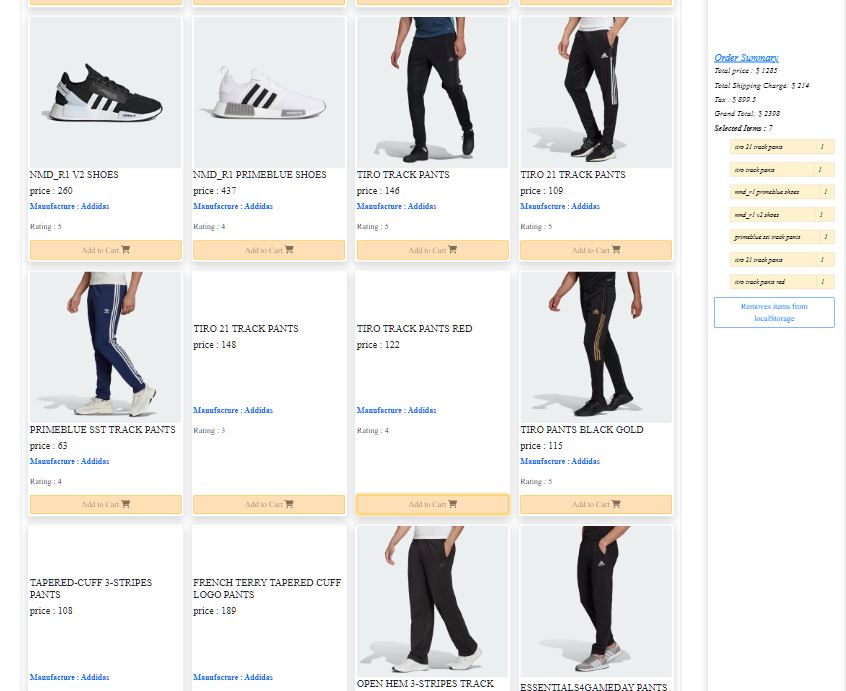 NMD_R1 V2 SHOES
price : 260
Manufacture : Addidas
Rating : 5
Add to Cart
NMD_R1 PRIMEBLUE SHOES
price : 437
Manufacture : Addidas
Rating : 4
Add to Cart
TIRO TRACK PANTS
price : 146
Manufacture : Addidas
Rating : 5
Add to Cart
TIRO 21 TRACK PANTS
price : 109
Manufacture : Addidas
Rating : 5
Add to Cart
PRIMEBLUE SST TRACK PANTS
price : 63
Manufacture : Addidas
Rating : 4
Add to Cart
TIRO 21 TRACK PANTS
price : 148
Manufacture : Addidas
Rating : 3
Add to Cart
TIRO TRACK PANTS RED
price : 122
Manufacture : Addidas
Rating : 4
Add to Cart
TIRO PANTS BLACK GOLD
price : 115
Manufacture : Addidas
Rating : 5
Add to Cart
TAPERED-CUFF 3-STRIPES
PANTS
price : 108
Manufacture : Addidas
FRENCH TERRY TAPERED CUFF
LOGO PANTS
price : 189
Manufacture : Addidas
OPEN HEM 3-STRIPES TRACK
ESSENTIALS4GAMEDAY PANTS
Order Summary
Total price : $ 1285
Total Shipping Charge: $ 214
Tax : $ 899.5
Grand Total: $ 2398
Selected Items : 7
tiro 21 track pants 1
tiro track pants 1
nmd_r1 primeblue shoes 1
nmd_r1 v2 shoes 1
primeblue sst track pants 1
tiro 21 track pants 1
tiro track pants red 1
Removes items from
localStorage